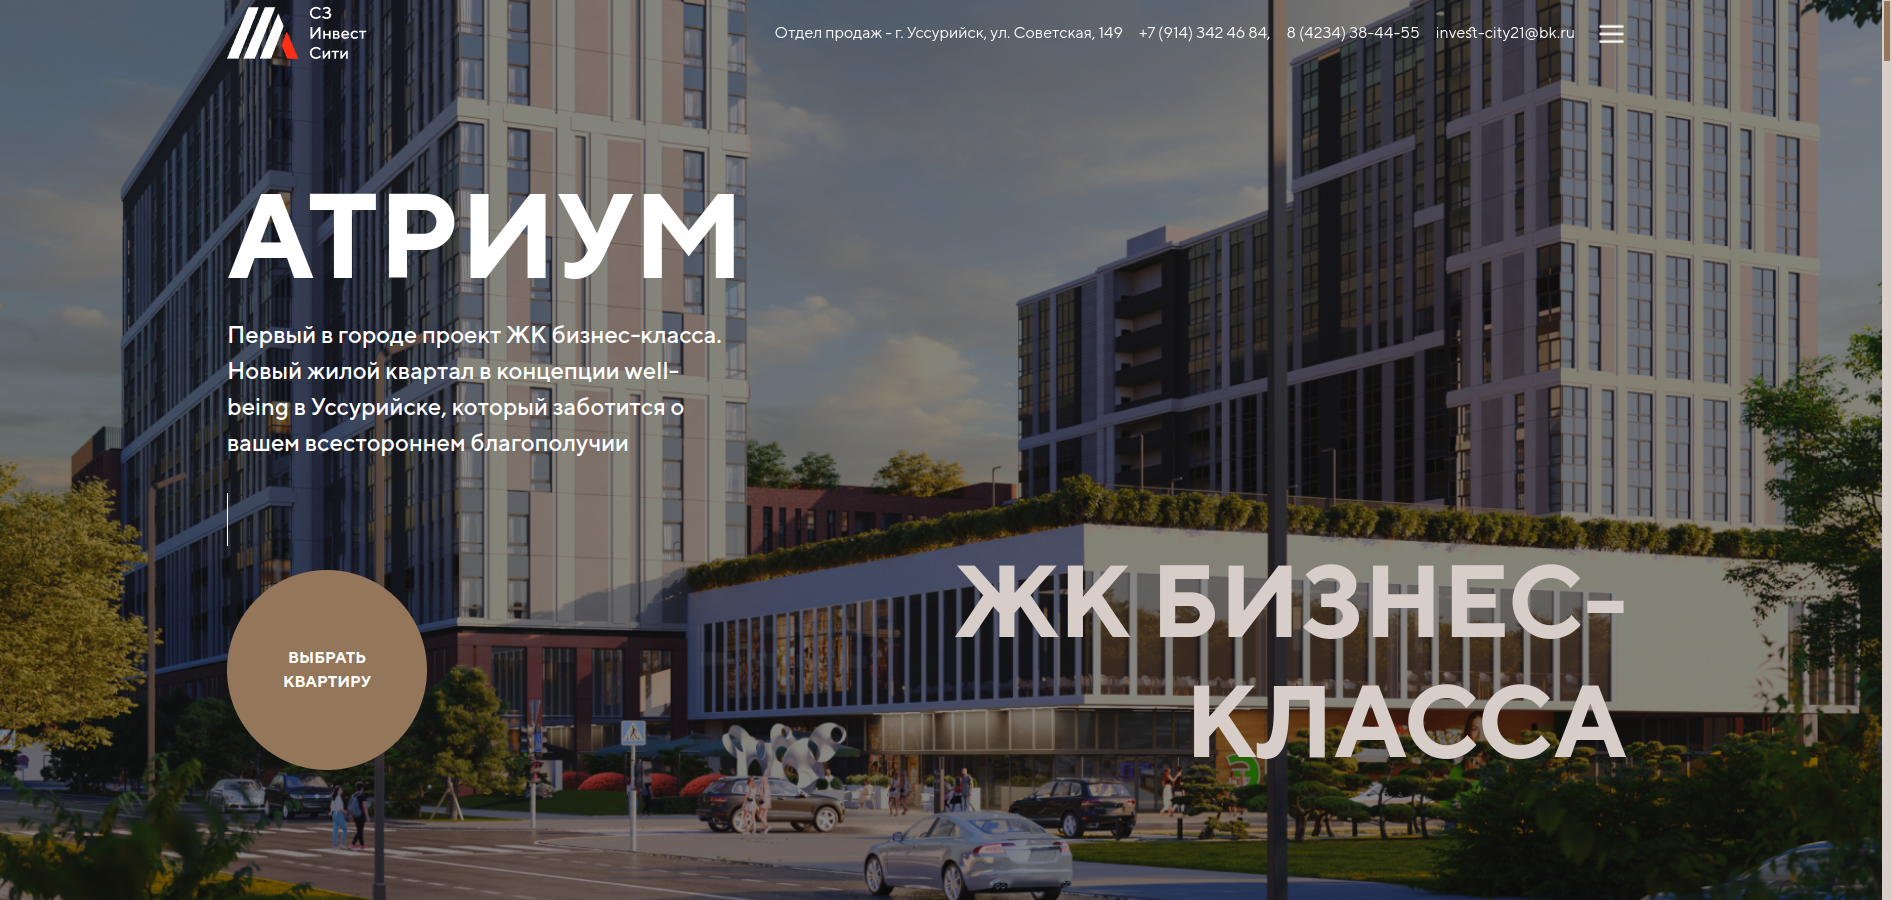 СЗ
Инвест
Сити
Отдел продаж - г. Уссурийск, ул. Советская, 149 +7 (914) 342 46 84, 8 (4234) 38-44-55 invest-city21@bk.ru
АТРИУМ
Первый в городе проект ЖК бизнес-класса.
Новый жилой квартал в концепции well-
being в Уссурийске, который заботится о
вашем всестороннем благополучии
ВЫБРАТЬ
КВАРТИРУ
ЖК БИЗНЕС-
КЛАССА